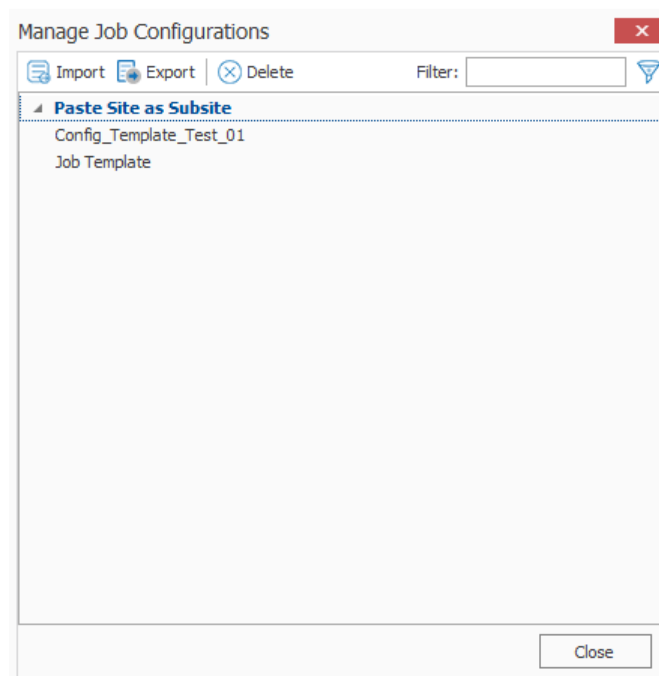 Manage Job Configurations
Import Export Delete Filter:
Paste Site as Subsite
Config_Template_Test_01
Job Template
Close